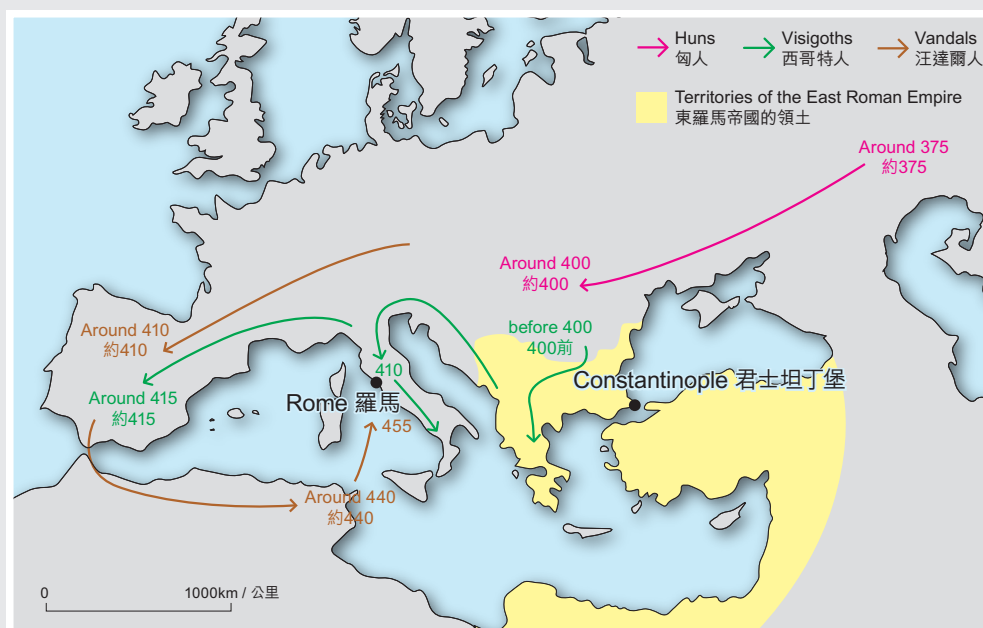 Huns
匈人
Visigoths
西哥特人
Vandals
汪達爾人
Territories of the East Roman Empire
東羅馬帝國的領土
Around 375
約375
Around 400
約400
before 400
400前
Around 410
約410
410
Constantinople 君士坦丁堡
Rome 羅馬
Around 415
約415
455
Around 440
約440
0
1000km / 公里